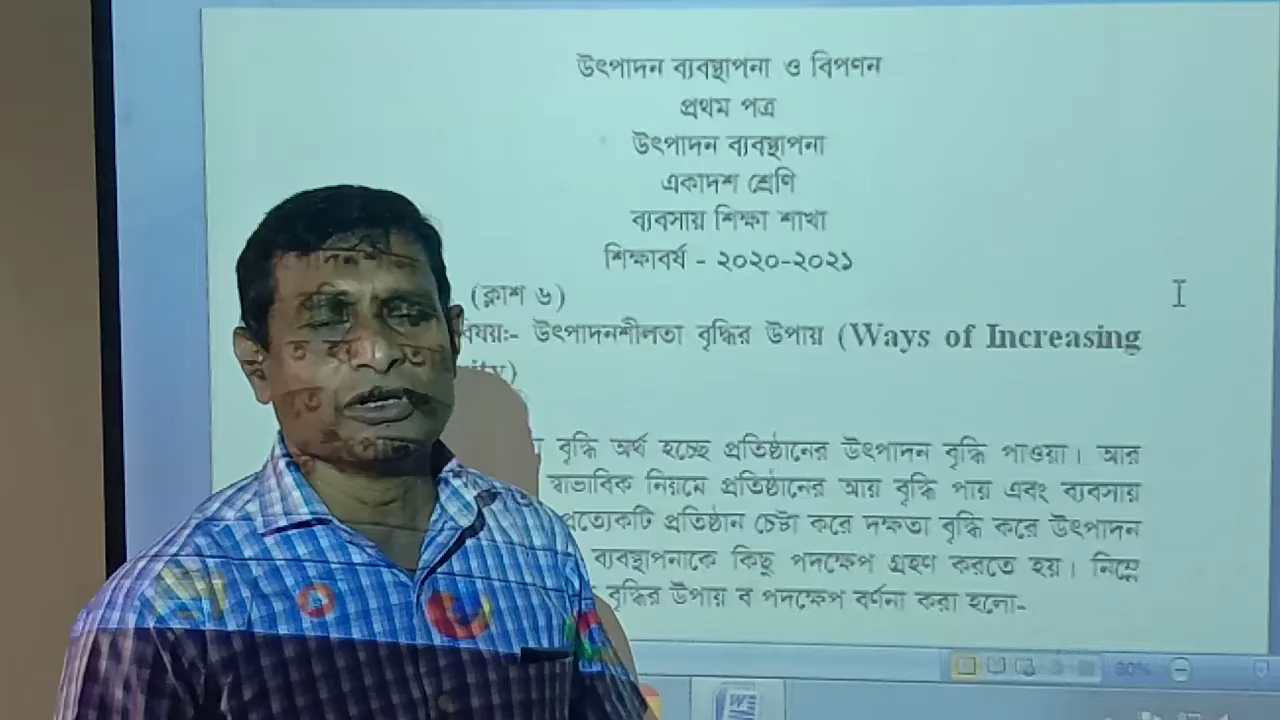 উৎপাদন ব্যবস্থাপনা ও বিপণন
প্রথম পত্র
উৎপাদন ব্যবস্থাপনা
একাদশ শ্রেণি
ব্যবসায় শিক্ষা শাখা
শিক্ষাবর্ষ - ২০২০-২০২১
(ক্লাশ ৬)
উৎপাদনশীলতা বৃদ্ধির উপায় (Ways of Increasing
বৃদ্ধি অর্থ হচ্ছে প্রতিষ্ঠানের উৎপাদন বৃদ্ধি পাওয়া। আর
স্বাভাবিক নিয়মে প্রতিষ্ঠানের আয় বৃদ্ধি পায় এবং ব্যবসায়
প্রত্যেকটি প্রতিষ্ঠান চেষ্টা করে দক্ষতা বৃদ্ধি করে উৎপাদন
ব্যবস্থাপনাকে কিছু পদক্ষেপ গ্রহণ করতে হয়। নিম্নে
বৃদ্ধির উপায় ব পদক্ষেপ বর্ণনা করা হলো-
80%